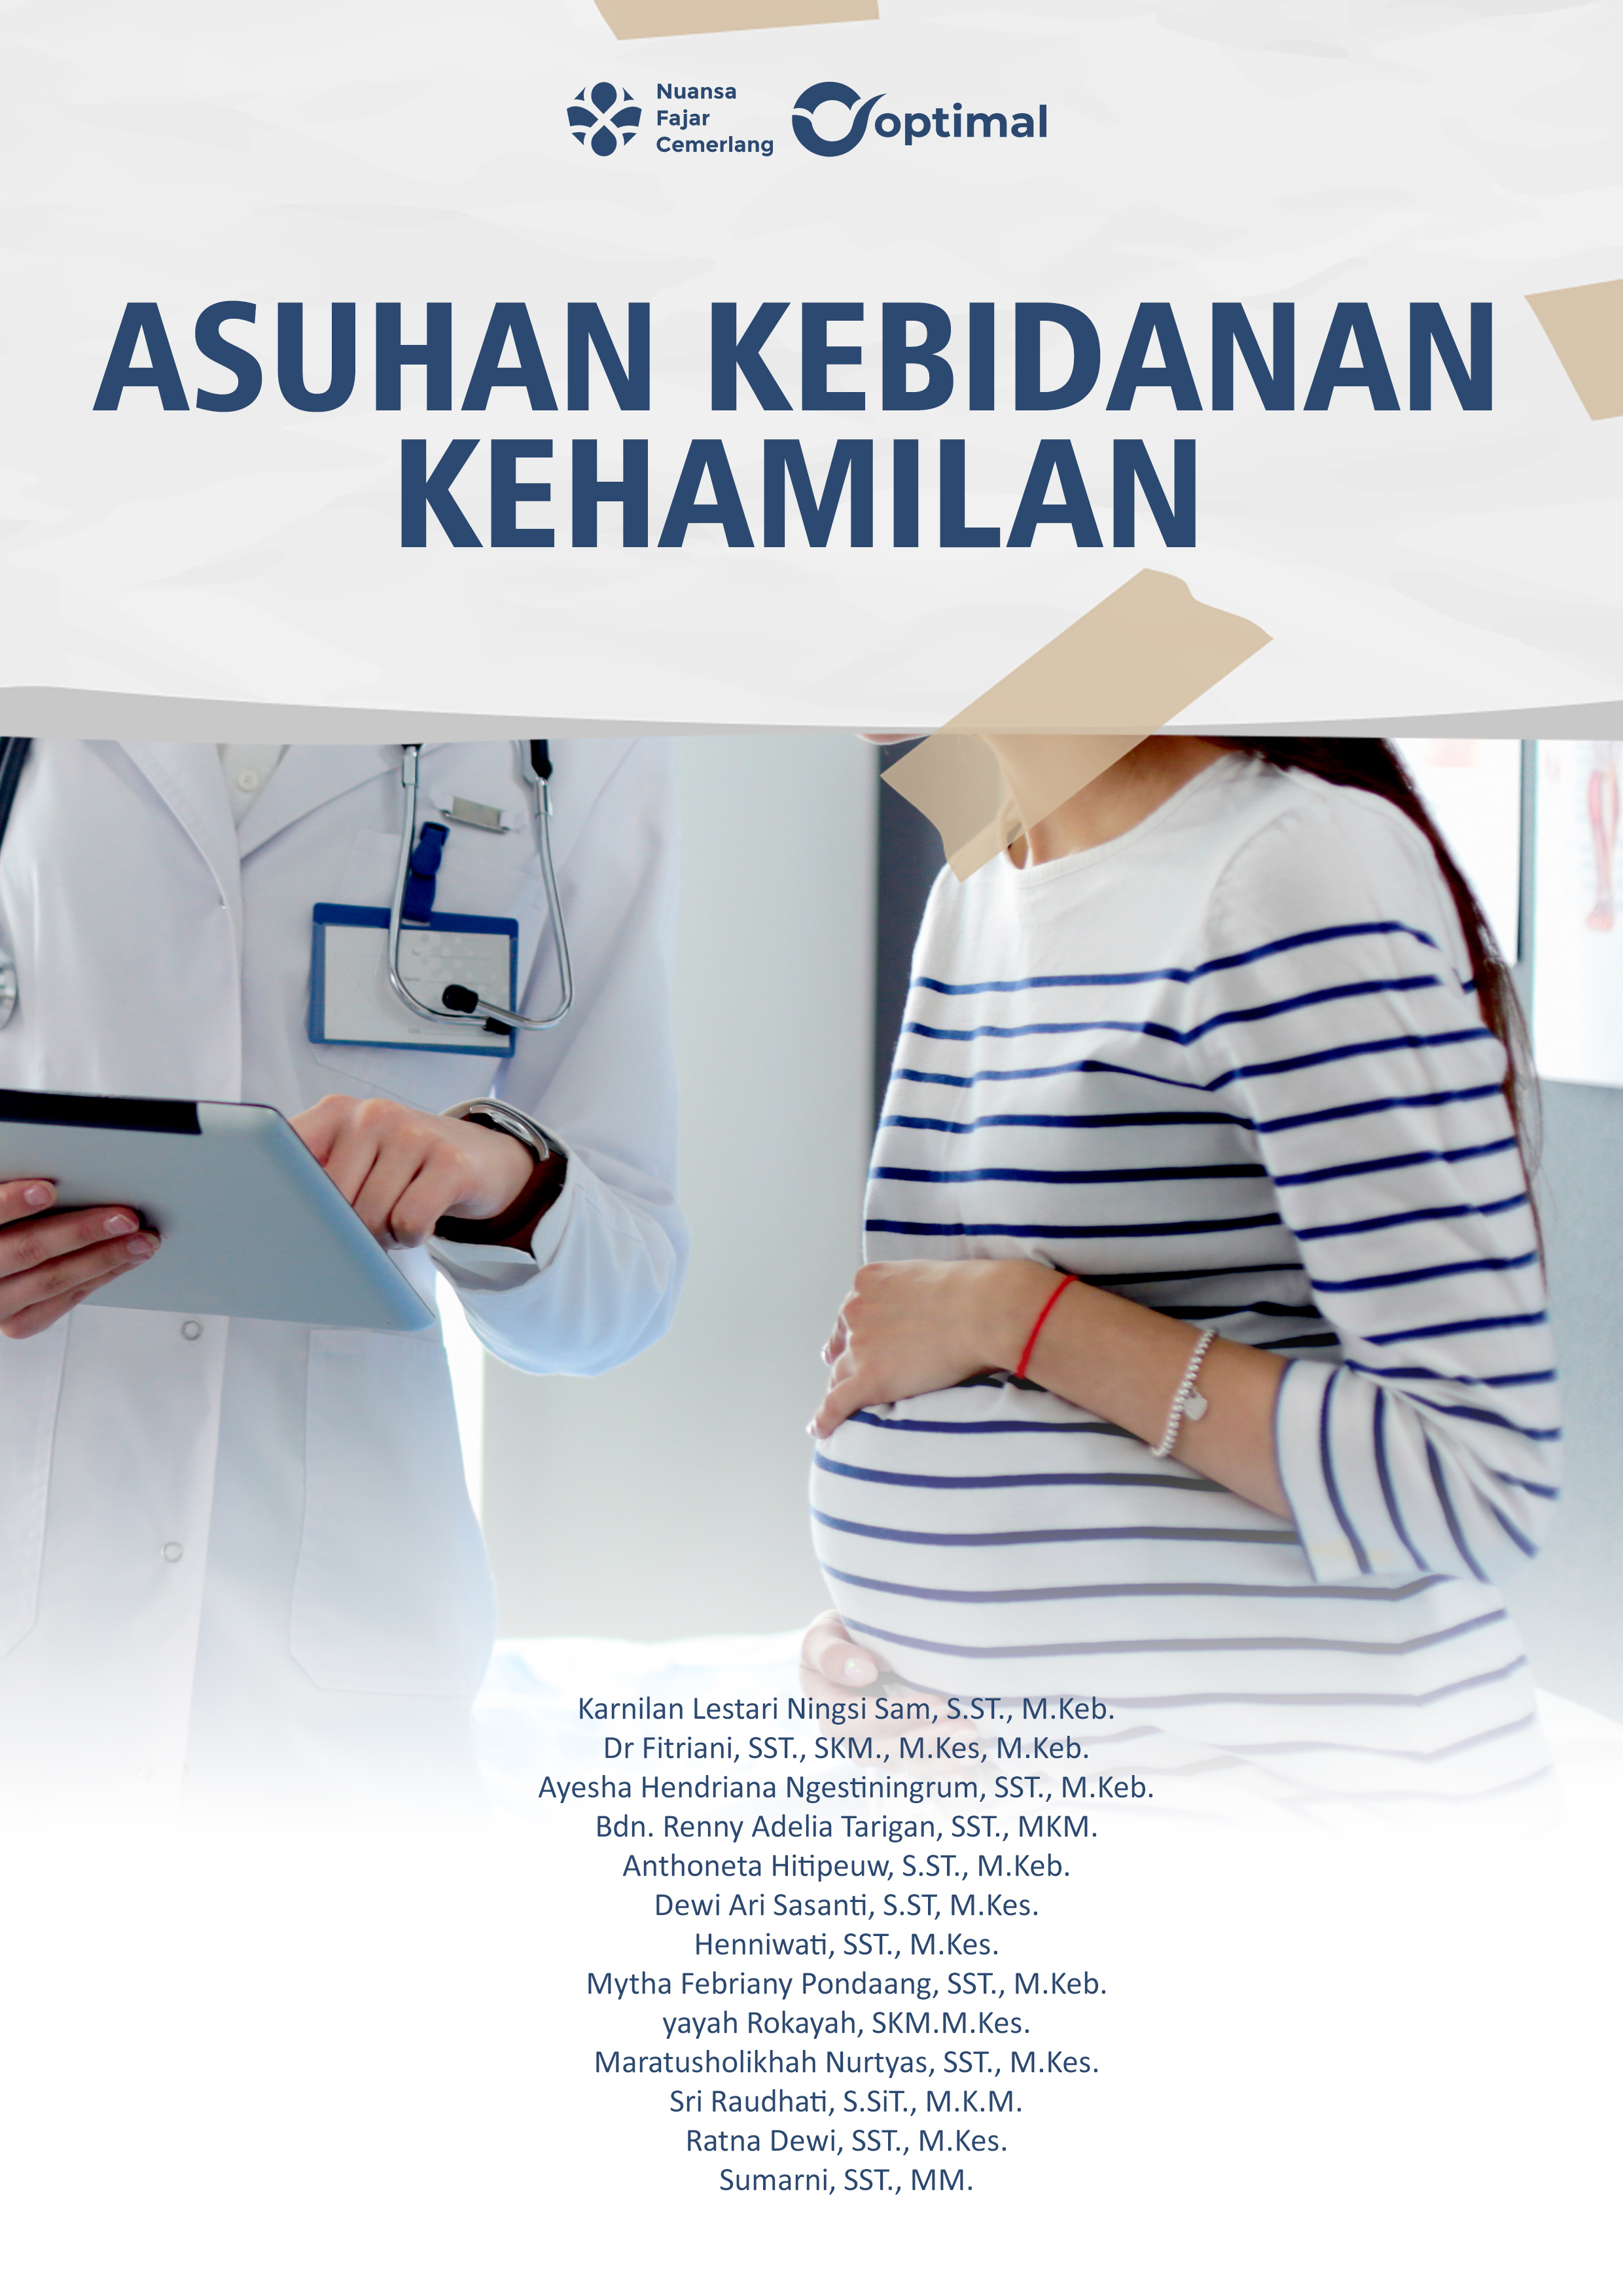 Nuansa
Fajar
Cemerlang
optimal
ASUHAN KEBIDANAN
KEHAMILAN
Karnilan Lestari Ningsi Sam, S.ST., M.Keb.
Dr Fitriani, SST., SKM., M.Kes, M.Keb.
Ayesha Hendriana Ngestiningrum, SST., M.Keb.
Bdn. Renny Adelia Tarigan, SST., MKM.
Anthoneta Hitipeuw, S.ST., M.Keb.
Dewi Ari Sasanti, S.ST, M.Kes.
Henniwati, SST., M.Kes.
Mytha Febriany Pondaang, SST., M.Keb.
yayah Rokayah, SKM.M.Kes.
Maratusholikhah Nurtyas, SST., M.Kes.
Sri Raudhati, S.SiT., M.K.M.
Ratna Dewi, SST., M.Kes.
Sumarni, SST., MM.